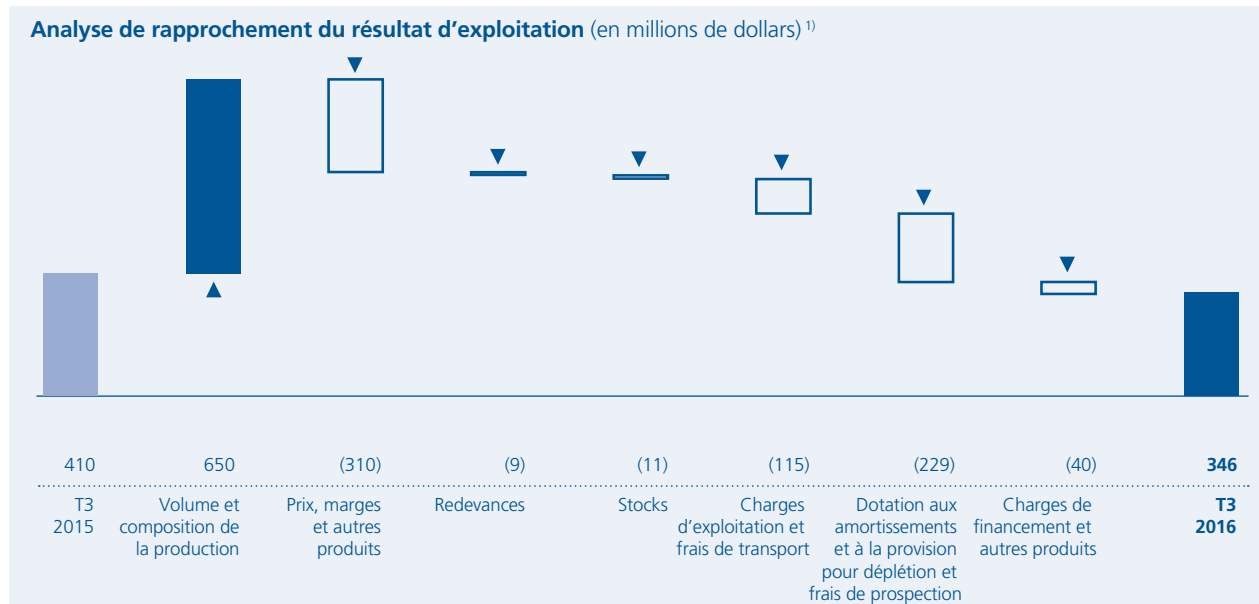 Analyse de rapprochement du résultat d’exploitation (en millions de dollars) 1)
410 650 (310) (9) (11) (115) (229) (40) 346
T3
2015
Volume et
composition de
la production
Prix, marges
et autres
produits
Redevances
Stocks
Charges
d’exploitation et
frais de transport
Dotation aux
amortissements
et à la provision
pour déplétion et
frais de prospection
Charges de
financement et
autres produits
T3
2016